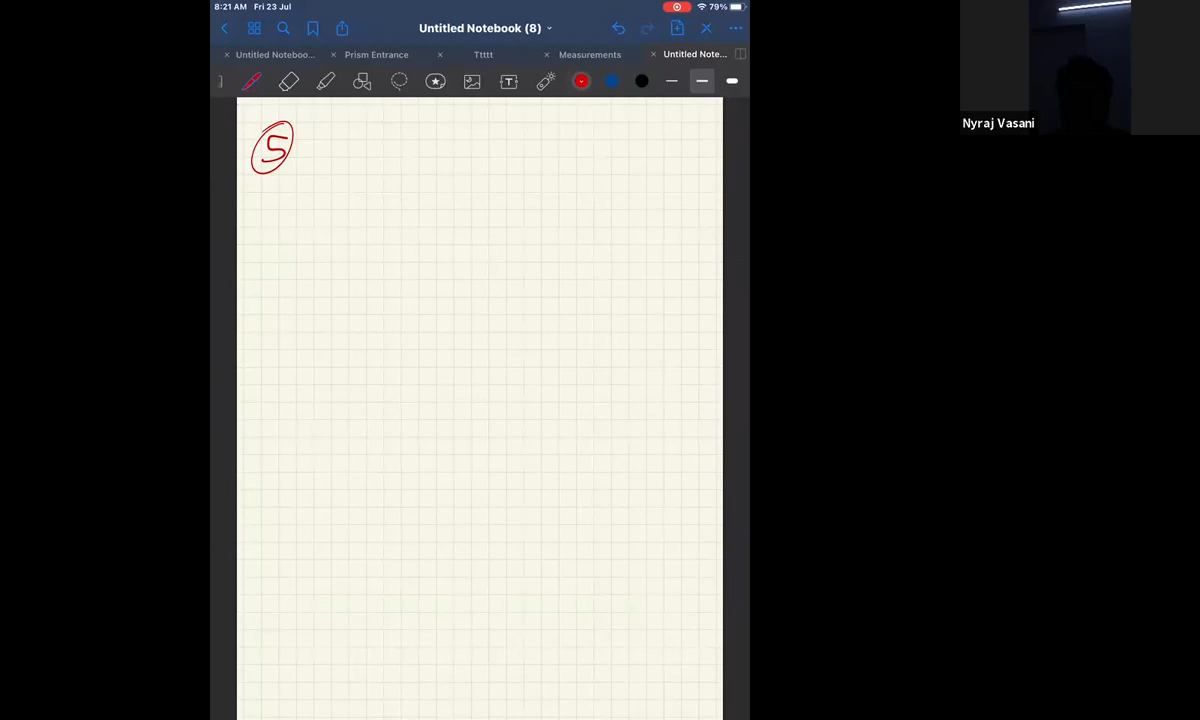 8:21 AM Fri 23 Jul
79%
Untitled Notebook (8)
Untitled Noteboo...
Prism Entrance
Ttttt
Measurements
Untitled Note...
T
5
Nyraj Vasani